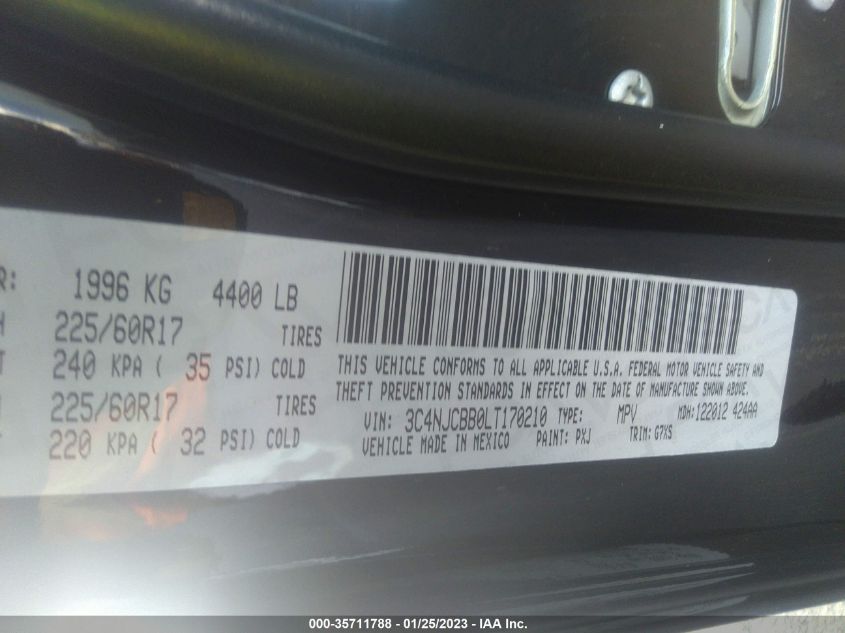 R: 1996 KG 4400 LB
H 225/60R17 TIRES
T 240 KPA ( 35 PSI) COLD
225/60R17 TIRES
T 220 KPA ( 32 PSI) COLD
THIS VEHICLE CONFORMS TO ALL APPLICABLE U.S.A. FEDERAL MOTOR VEHICLE SAFETY AND
THEFT PREVENTION STANDARDS IN EFFECT ON THE DATE OF MANUFACTURE SHOWN ABOVE.
VIN: 3C4NJCBB0LT170210 TYPE: MPV MDH:122012 424AA
VEHICLE MADE IN MEXICO PAINT: PXJ TRIM: G7XS
000-35711788 - 01/25/2023 - IAA Inc.